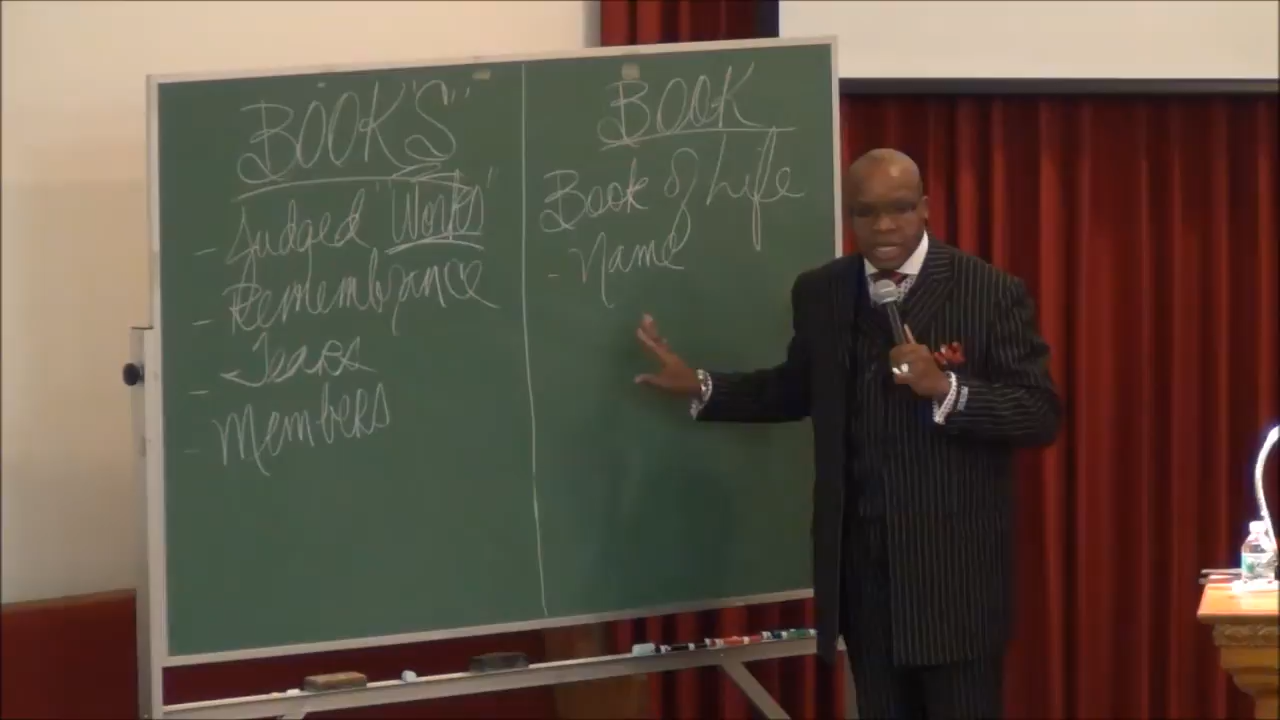 BOOK"S"
- Judged "Works"
- Remembrance
- Tears
- Members
BOOK
Book of Life
- Name